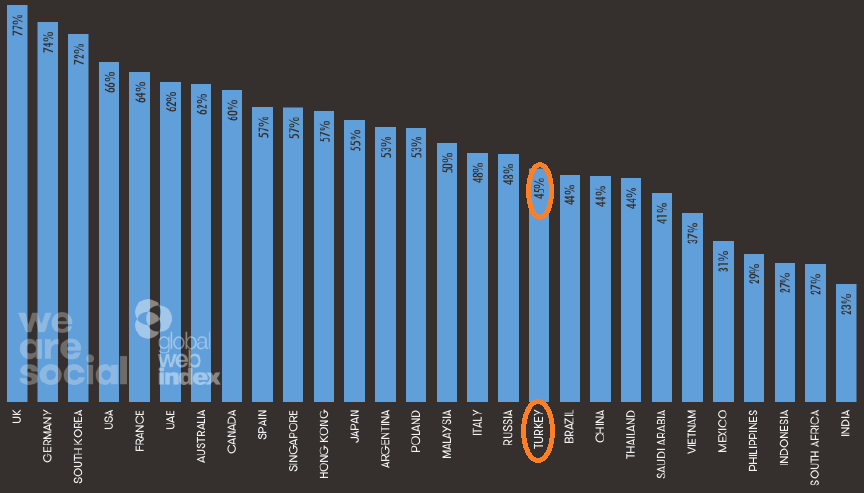 77%
74%
72%
66%
64%
62%
62%
60%
57%
57%
57%
55%
53%
53%
50%
48%
48%
45%
44%
44%
44%
41%
37%
31%
29%
27%
27%
23%
we
are
social
global
web
index
UK
GERMANY
SOUTH KOREA
USA
FRANCE
UAE
AUSTRALIA
CANADA
SPAIN
SINGAPORE
HONG KONG
JAPAN
ARGENTINA
POLAND
MALAYSIA
ITALY
RUSSIA
TURKEY
BRAZIL
CHINA
THAILAND
SAUDI ARABIA
VIETNAM
MEXICO
PHILIPPINES
INDONESIA
SOUTH AFRICA
INDIA